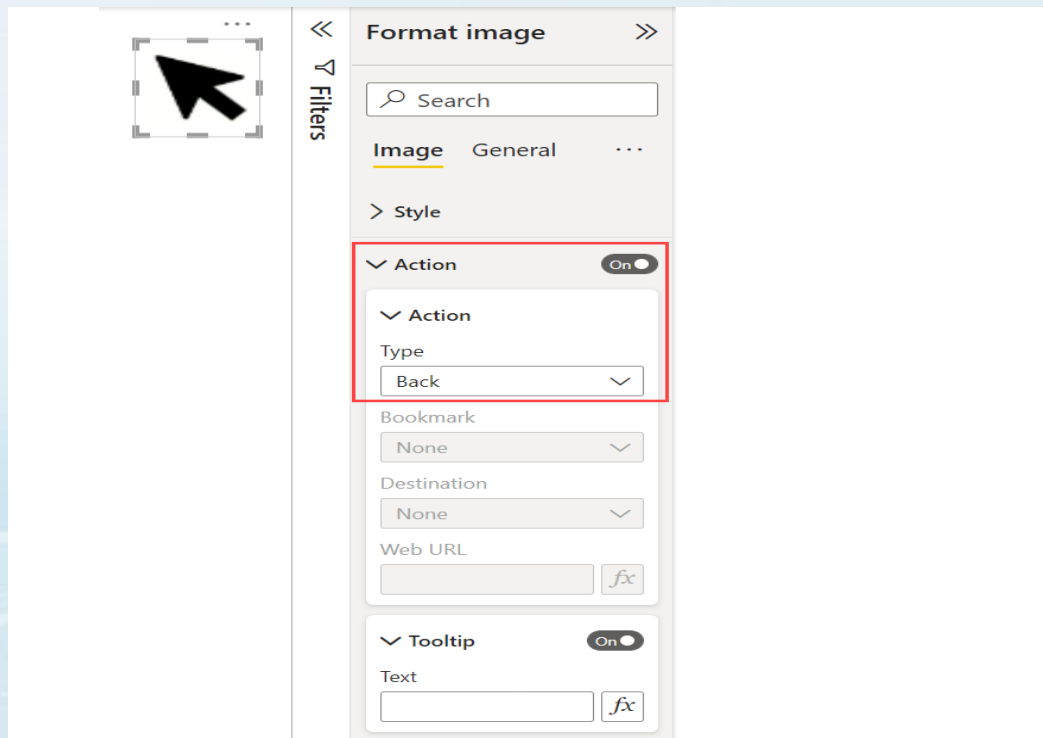 Filters
Format image
Search
Image General
Style
Action On
Action
Type
Back
Bookmark
None
Destination
None
Web URL
fx
Tooltip On
Text
fx